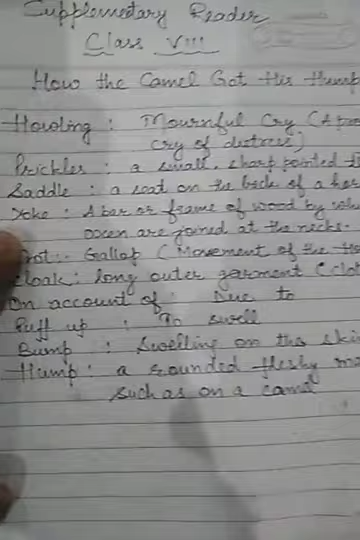 Supplementary Reader
Class VIII
How the Camel Got His Hump
Howling : Mournful Cry (A
cry of distress)
Prickles : a small, sharp pointed
Saddle : a seat on the back of a
Yoke : A bar or frame of wood by
oxen are joined at the necks.
Trot :- Gallop (Movement of the
Cloak : long outer garment
On account of : Due to
Puff up : To swell
Bump : Swelling on the skin
Hump : a rounded fleshy
such as on a camel